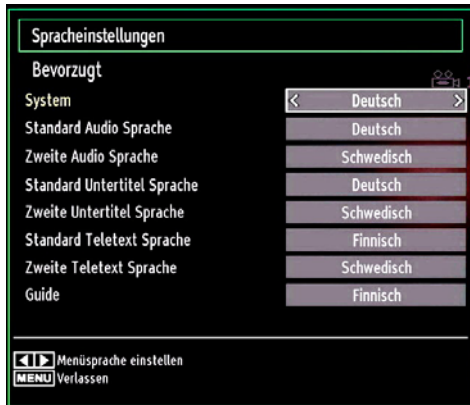 Spracheinstellungen
Bevorzugt
System < Deutsch >
Standard Audio Sprache Deutsch
Zweite Audio Sprache Schwedisch
Standard Untertitel Sprache Deutsch
Zweite Untertitel Sprache Schwedisch
Standard Teletext Sprache Finnisch
Zweite Teletext Sprache Schwedisch
Guide Finnisch
Menüsprache einstellen
MENU Verlassen